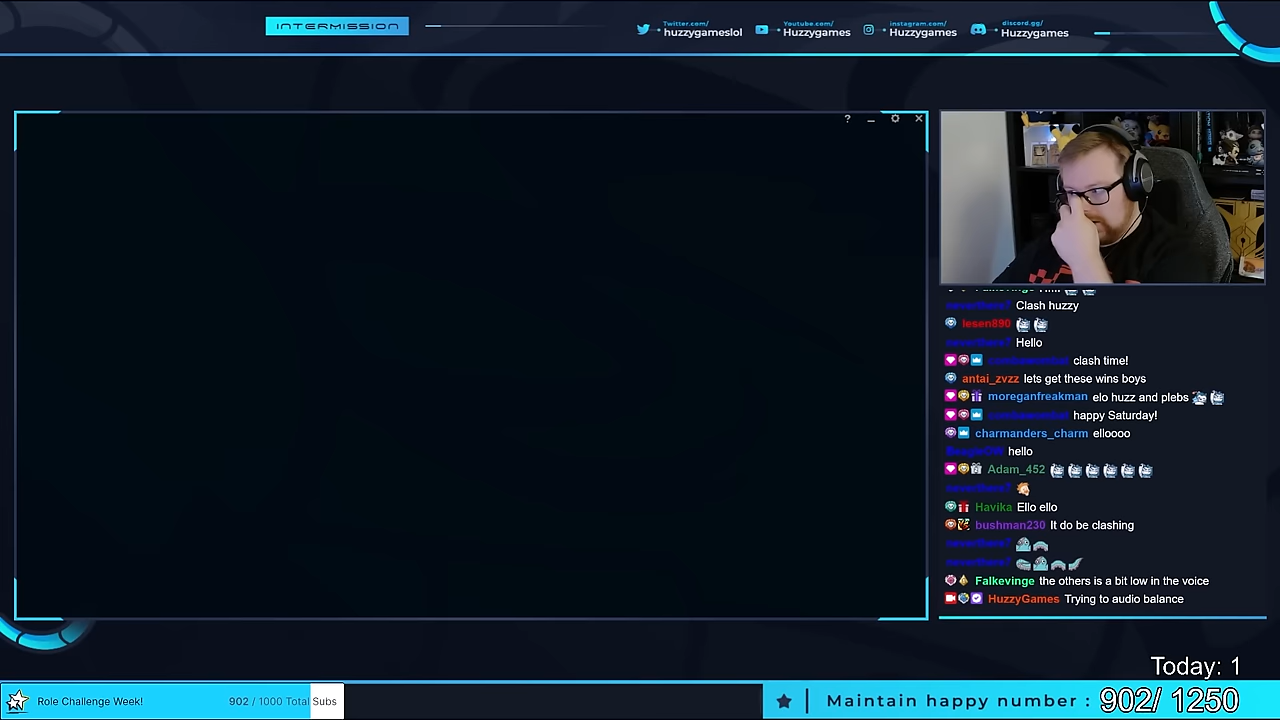 INTERMISSION
Twitter.com/
huzzygameslol
Youtube.com/
Huzzygames
instagram.com/
Huzzygames
discord.gg/
Huzzygames
?
Clash huzzy
lesen890
Hello
clash time!
antai_zvzz lets get these wins boys
moreganfreakman elo huzz and plebs
happy Saturday!
charmanders_charm elloooo
hello
Adam_452
Havika Ello ello
bushman230 It do be clashing
Falkevinge the others is a bit low in the voice
HuzzyGames Trying to audio balance
Today: 1
Role Challenge Week! 902 / 1000 Total Subs
Maintain happy number : 902/ 1250